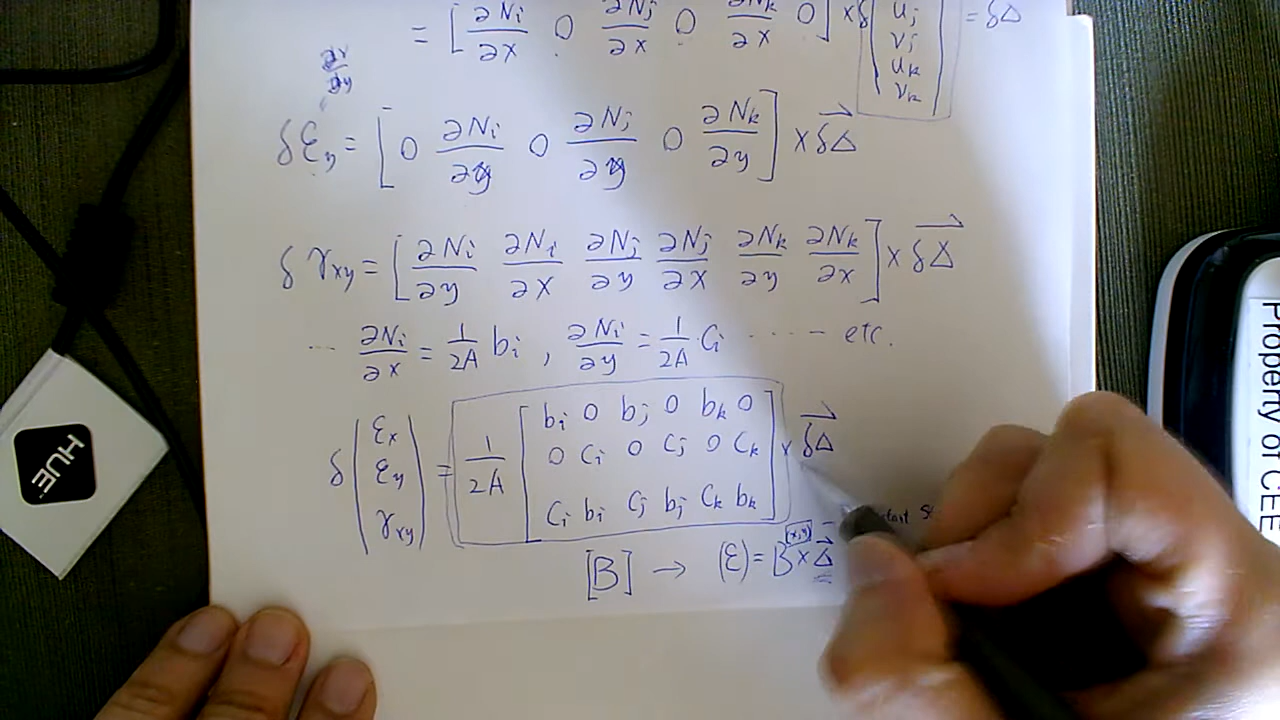 = [ ∂Ni/∂x 0 ∂Nj/∂x 0 ∂Nk/∂x 0 ] × δ ( uj vj uk vk ) = δΔ
∂v/∂y
δεy = [ 0 ∂Ni/∂y 0 ∂Nj/∂y 0 ∂Nk/∂y ] × δΔ
δγxy = [ ∂Ni/∂y ∂Ni/∂x ∂Nj/∂y ∂Nj/∂x ∂Nk/∂y ∂Nk/∂x ] × δΔ
... ∂Ni/∂x = 1/2A bi , ∂Ni/∂y = 1/2A · Ci ····· etc.
δ ( εx εy γxy ) = 1/2A [ bi 0 bj 0 bk 0
0 Ci 0 Cj 0 Ck
Ci bi Cj bj Ck bk ] × δΔ
[B] → (ε) = B(x,y) × Δ
HUE
Property of CEE